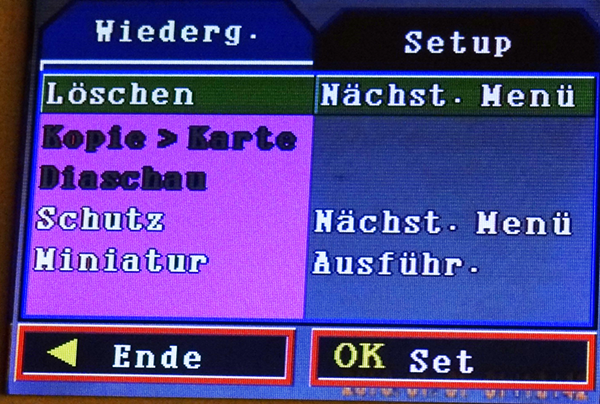 Wiederg.
Setup
Löschen Nächst. Menü
Kopie > Karte
Diaschau
Schutz Nächst. Menü
Miniatur Ausführ.
◀ Ende
OK Set